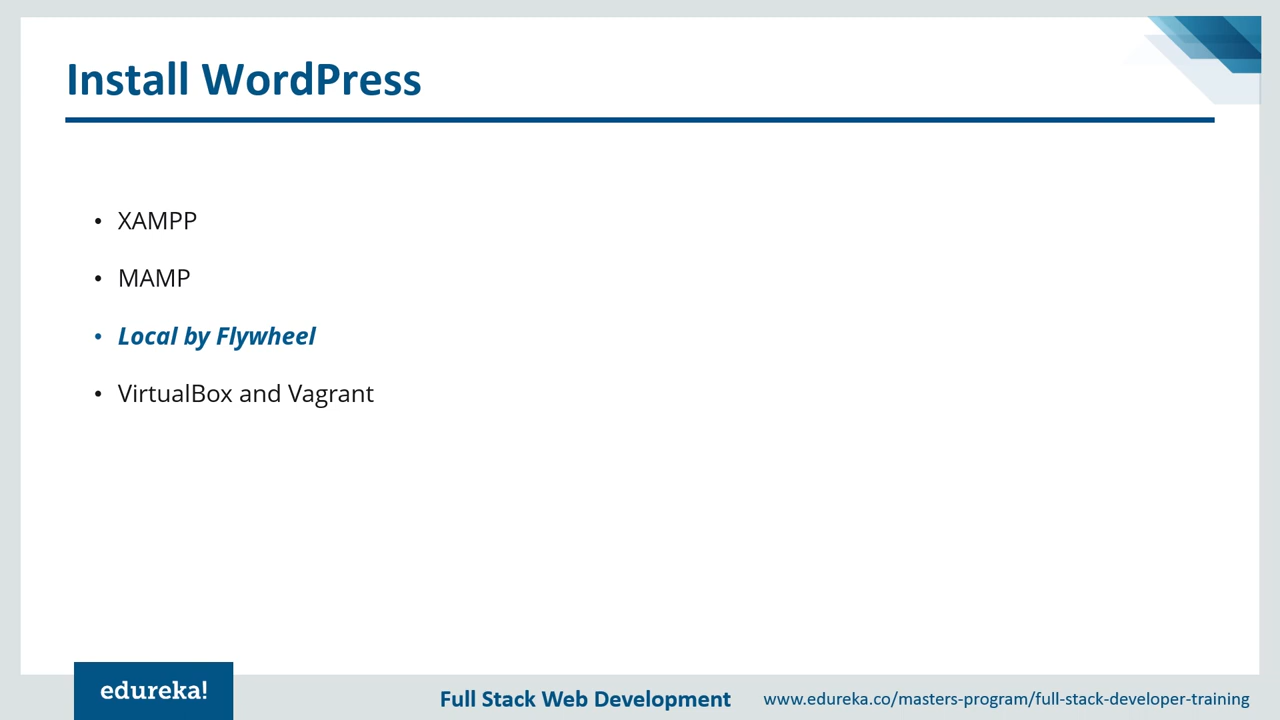 Install WordPress
• XAMPP
• MAMP
• Local by Flywheel
• VirtualBox and Vagrant
edureka!
Full Stack Web Development
www.edureka.co/masters-program/full-stack-developer-training